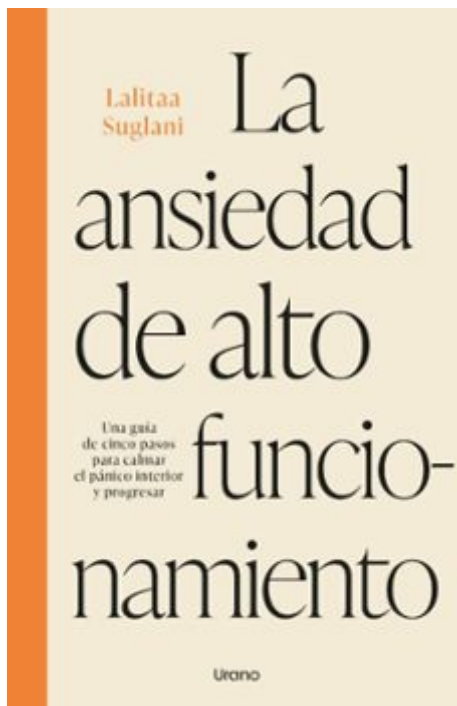 La
Lalitaa
Suglani
ansiedad
de alto
Una guía
de cinco pasos
para calmar
el pánico interior
y progresar
funcio-
namiento
Urano